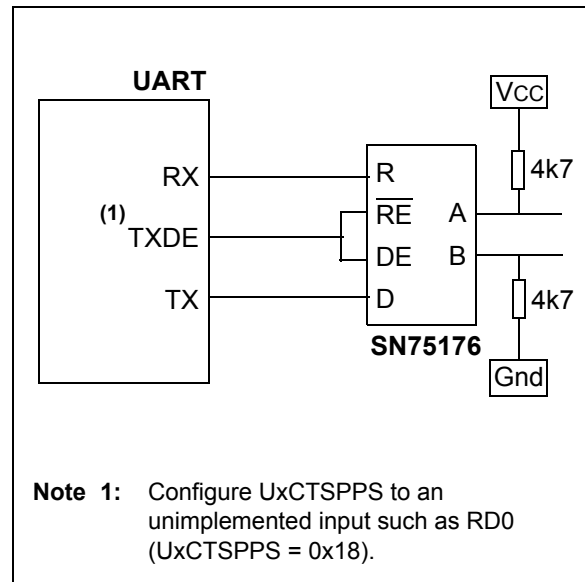 UART
VCC
RX
R
4k7
(1)
TXDE
RE
A
DE
B
TX
D
4k7
SN75176
Gnd
Note 1: Configure UxCTSPPS to an
unimplemented input such as RD0
(UxCTSPPS = 0x18).